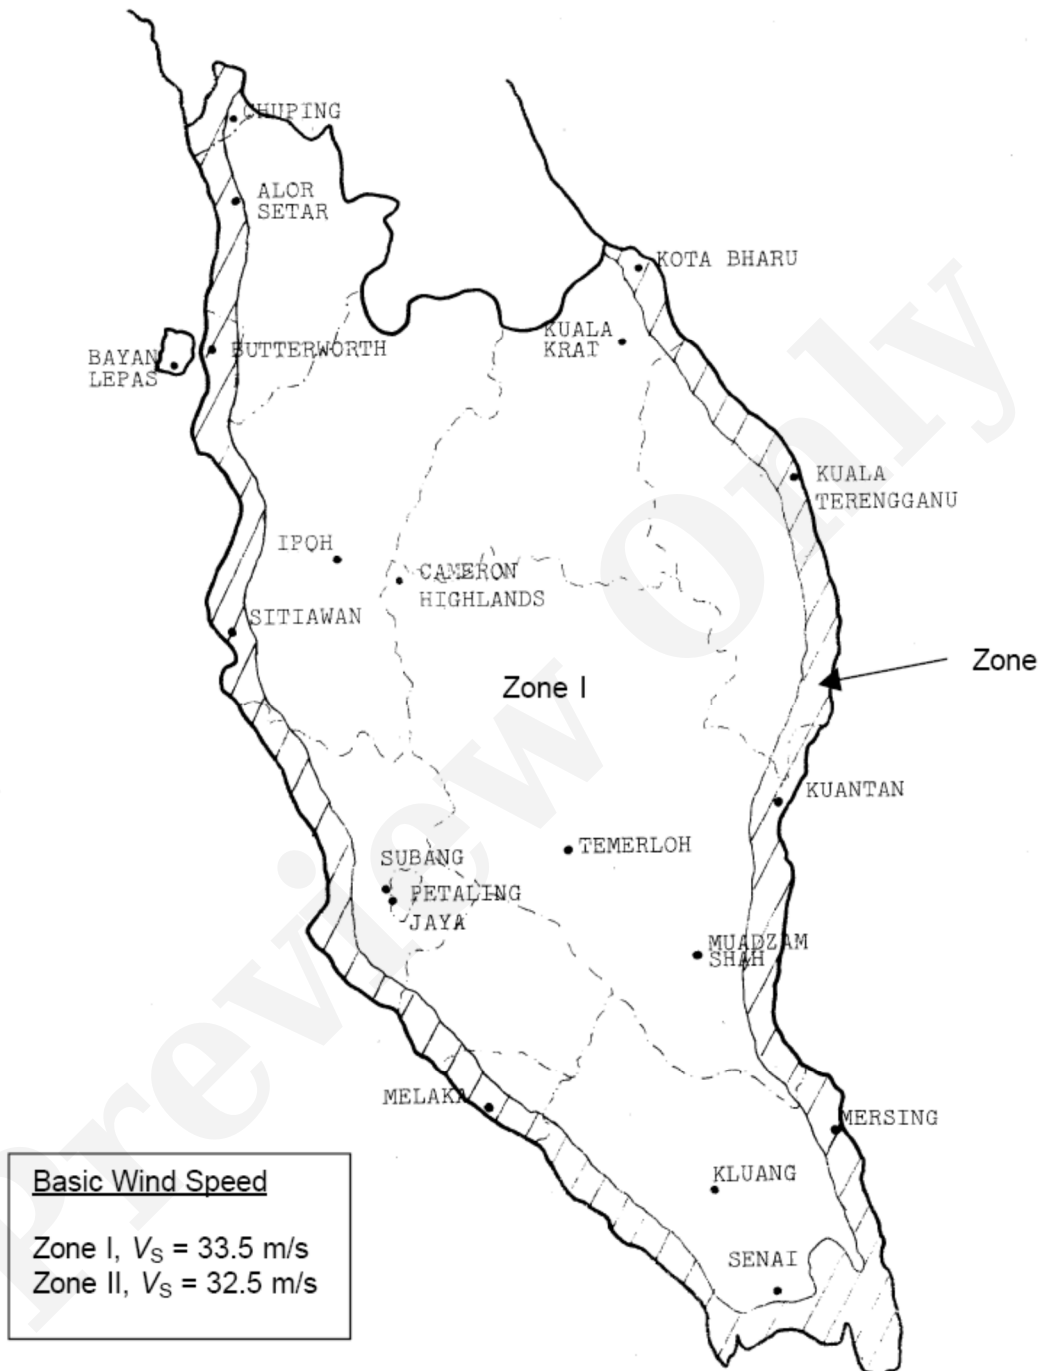 CHUPING
ALOR
SETAR
KOTA BHARU
KUALA
KRAT
BUTTERWORTH
BAYAN
LEPAS
KUALA
TERENGGANU
IPOH
CAMERON
HIGHLANDS
SITIAWAN
Zone
Zone I
KUANTAN
TEMERLOH
SUBANG
PETALING
JAYA
MUADZAM
SHAH
MELAKA
MERSING
KLUANG
SENAI
Basic Wind Speed
Zone I, VS = 33.5 m/s
Zone II, VS = 32.5 m/s
Preview Only